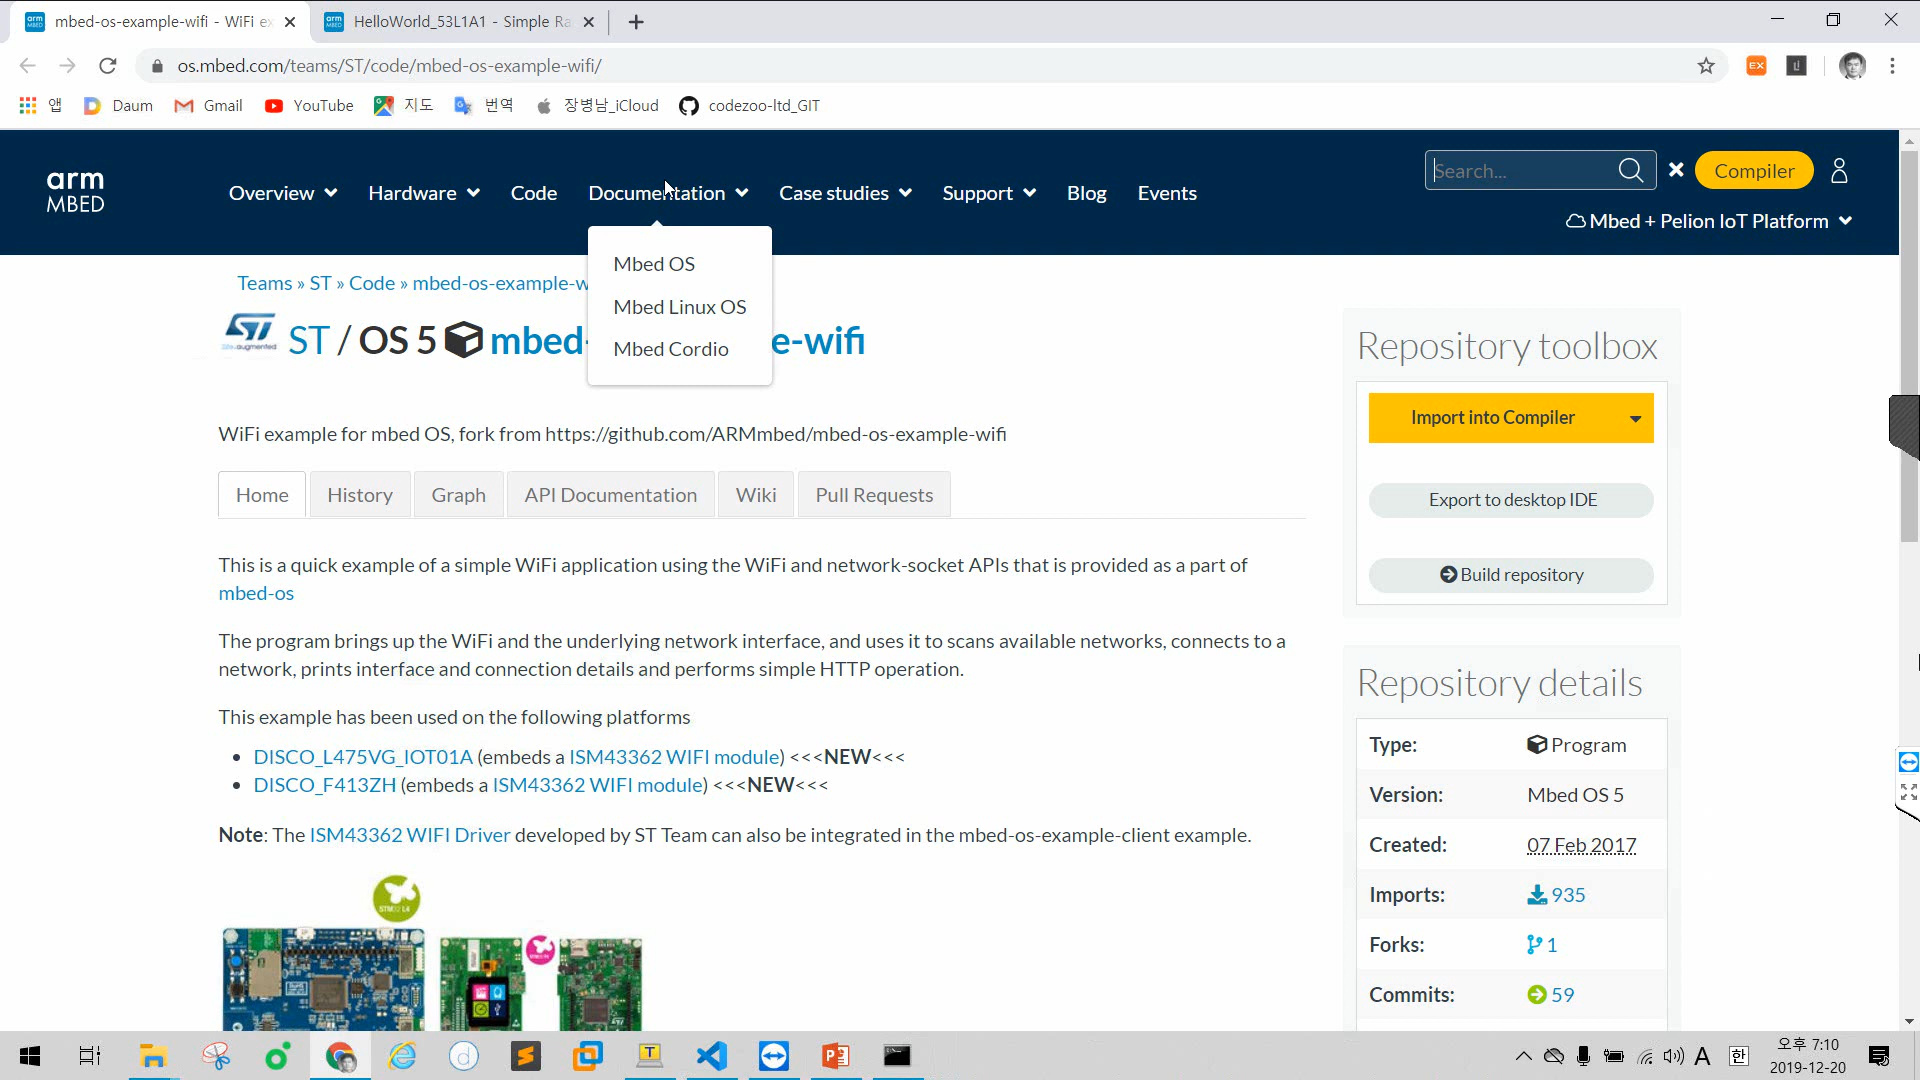 mbed-os-example-wifi - WiFi ex
HelloWorld_53L1A1 - Simple Ra
os.mbed.com/teams/ST/code/mbed-os-example-wifi/
앱
Daum
Gmail
YouTube
지도
번역
장병남_iCloud
codezoo-ltd_GIT
arm
MBED
Overview
Hardware
Code
Documentation
Case studies
Support
Blog
Events
Search...
Compiler
Mbed + Pelion IoT Platform
Mbed OS
Mbed Linux OS
Mbed Cordio
Teams » ST » Code » mbed-os-example-w
ST / OS 5 mbed- e-wifi
WiFi example for mbed OS, fork from https://github.com/ARMmbed/mbed-os-example-wifi
Home
History
Graph
API Documentation
Wiki
Pull Requests
This is a quick example of a simple WiFi application using the WiFi and network-socket APIs that is provided as a part of
mbed-os
The program brings up the WiFi and the underlying network interface, and uses it to scans available networks, connects to a
network, prints interface and connection details and performs simple HTTP operation.
This example has been used on the following platforms
DISCO_L475VG_IOT01A (embeds a ISM43362 WIFI module) <<<NEW<<<
DISCO_F413ZH (embeds a ISM43362 WIFI module) <<<NEW<<<
Note: The ISM43362 WIFI Driver developed by ST Team can also be integrated in the mbed-os-example-client example.
Repository toolbox
Import into Compiler
Export to desktop IDE
Build repository
Repository details
Type: Program
Version: Mbed OS 5
Created: 07 Feb 2017
Imports: 935
Forks: 1
Commits: 59
A
한
오후 7:10
2019-12-20